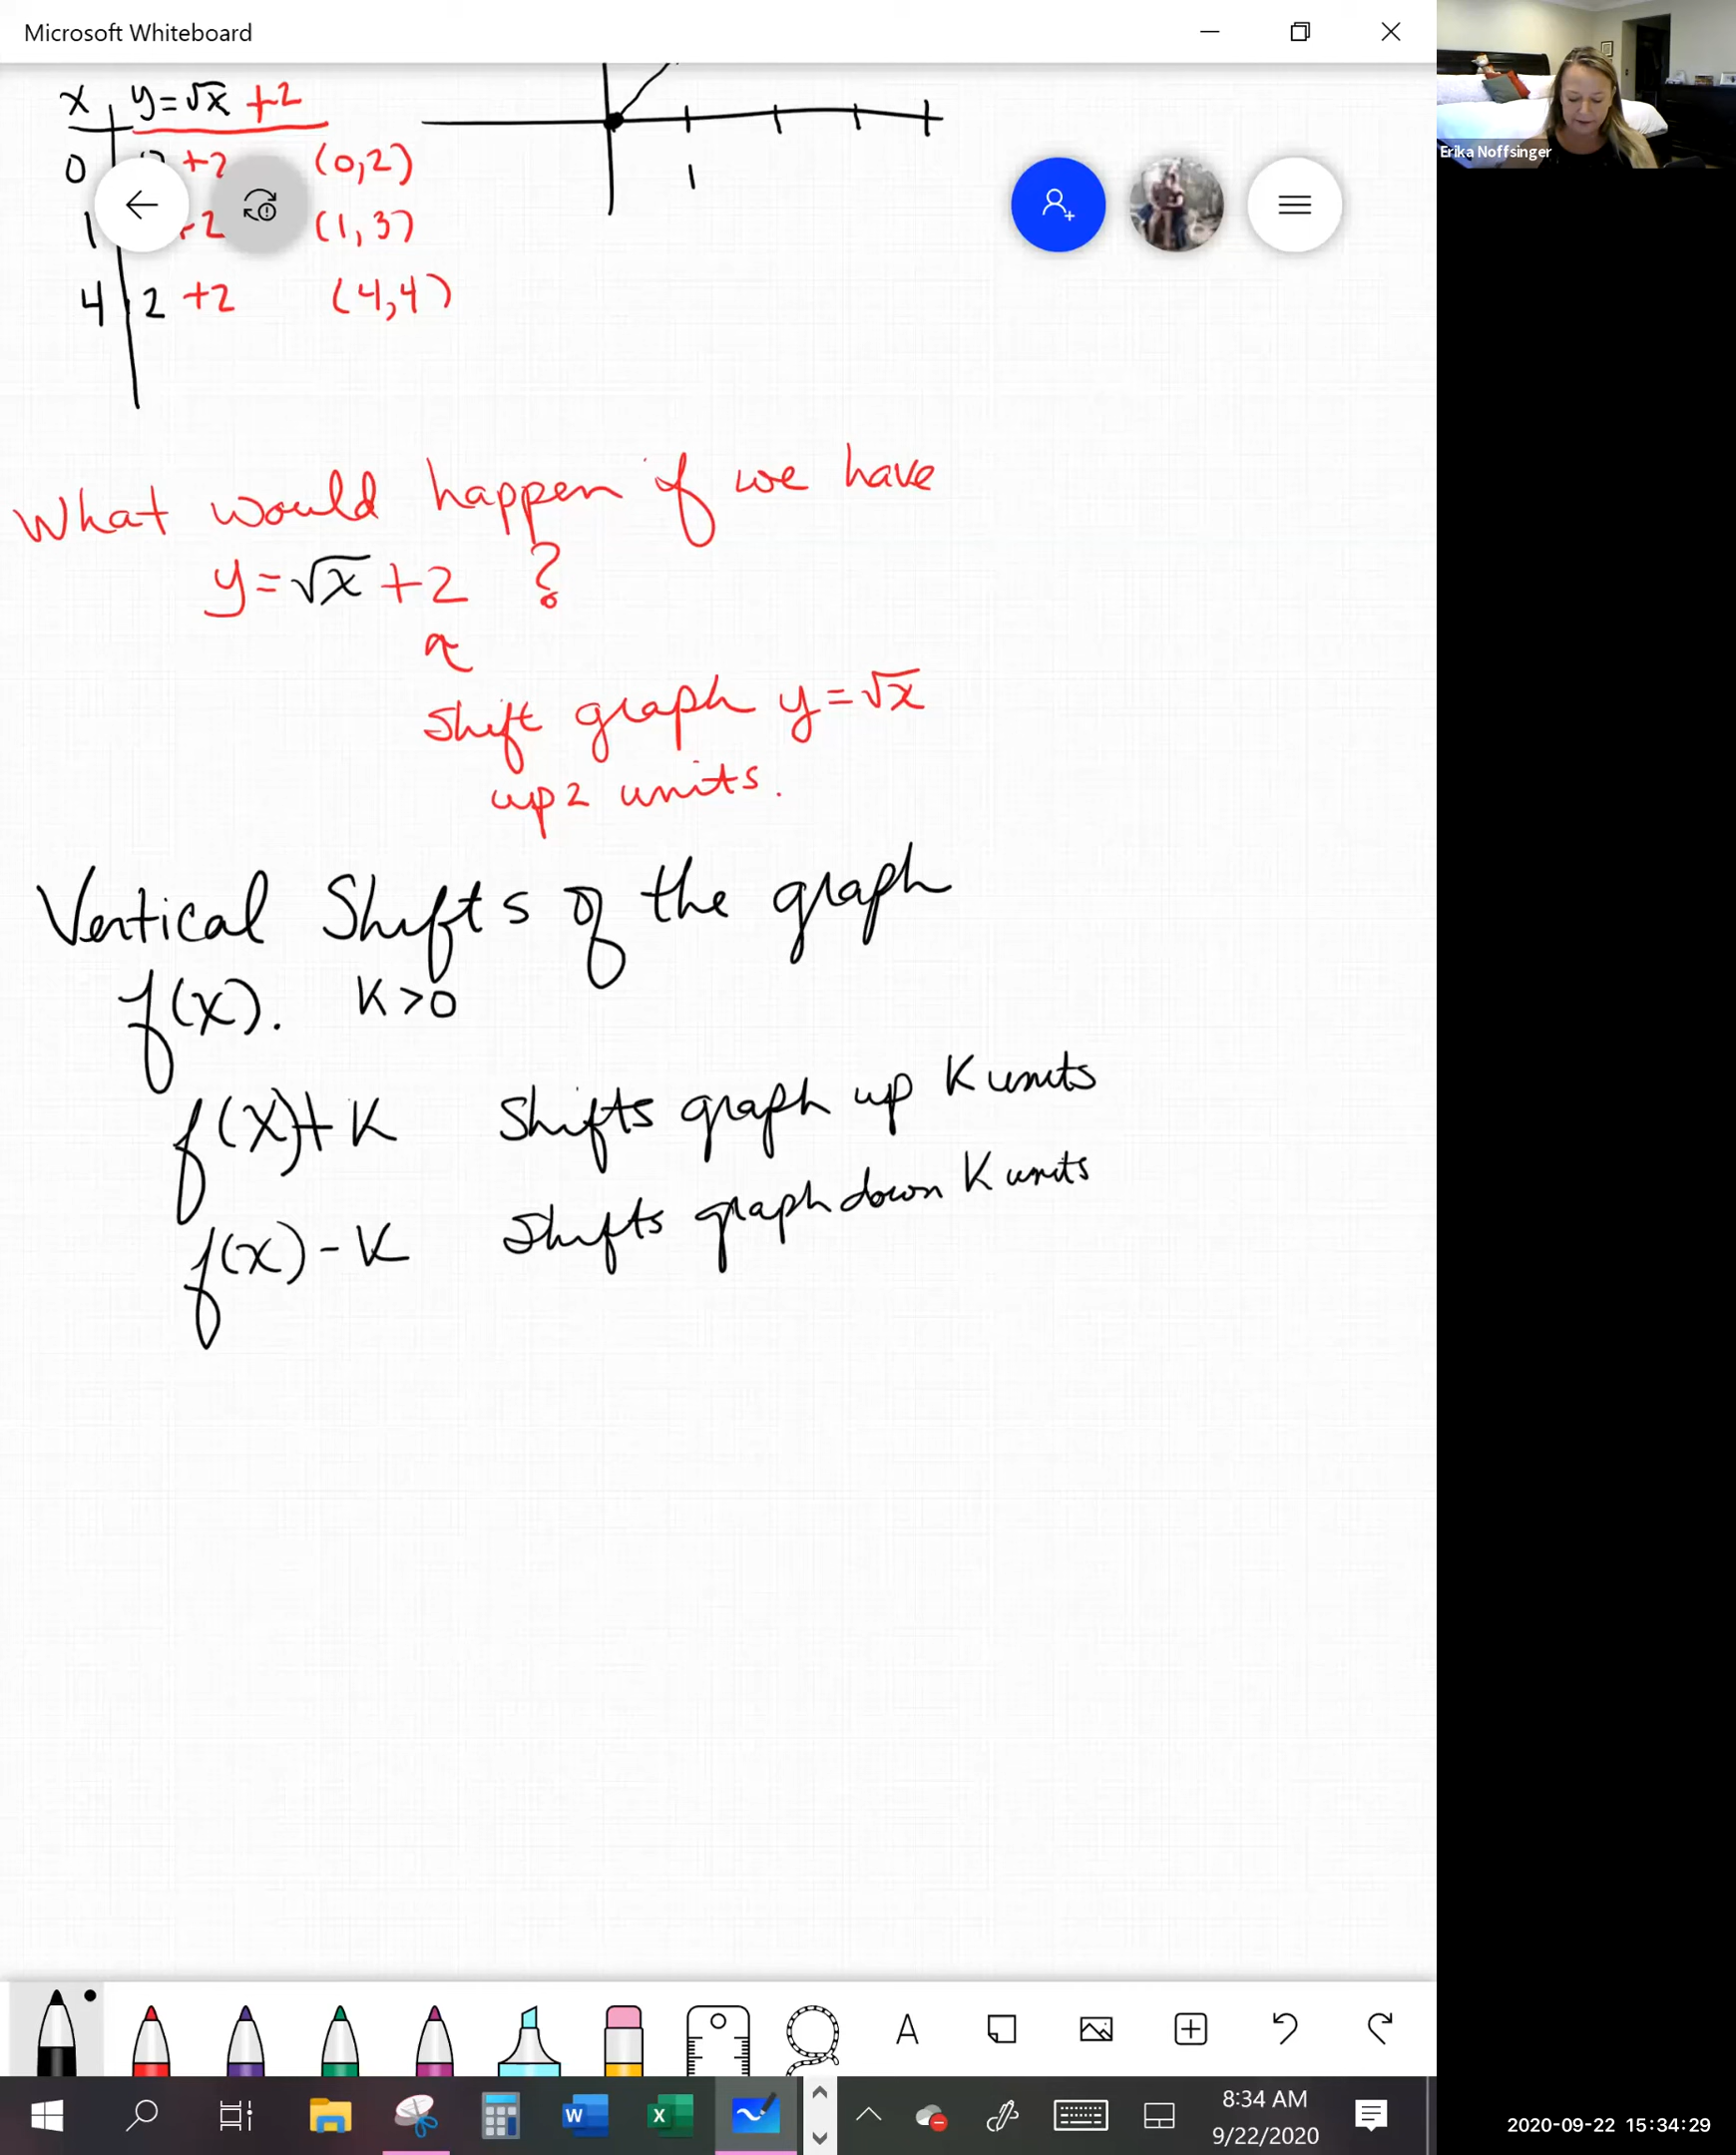 Microsoft Whiteboard
Erika Noffsinger
x y=√x +2
0 +2 (0,2)
1 +2 (1,3)
4 2 +2 (4,4)
1
What would happen if we have
y=√x +2 ?
shift graph y=√x
up 2 units.
Vertical Shifts of the graph
f(x). K>0
f(x)+K Shifts graph up K units
f(x)-K Shifts graph down K units
A
W
X
8:34 AM
9/22/2020
2020-09-22 15:34:29